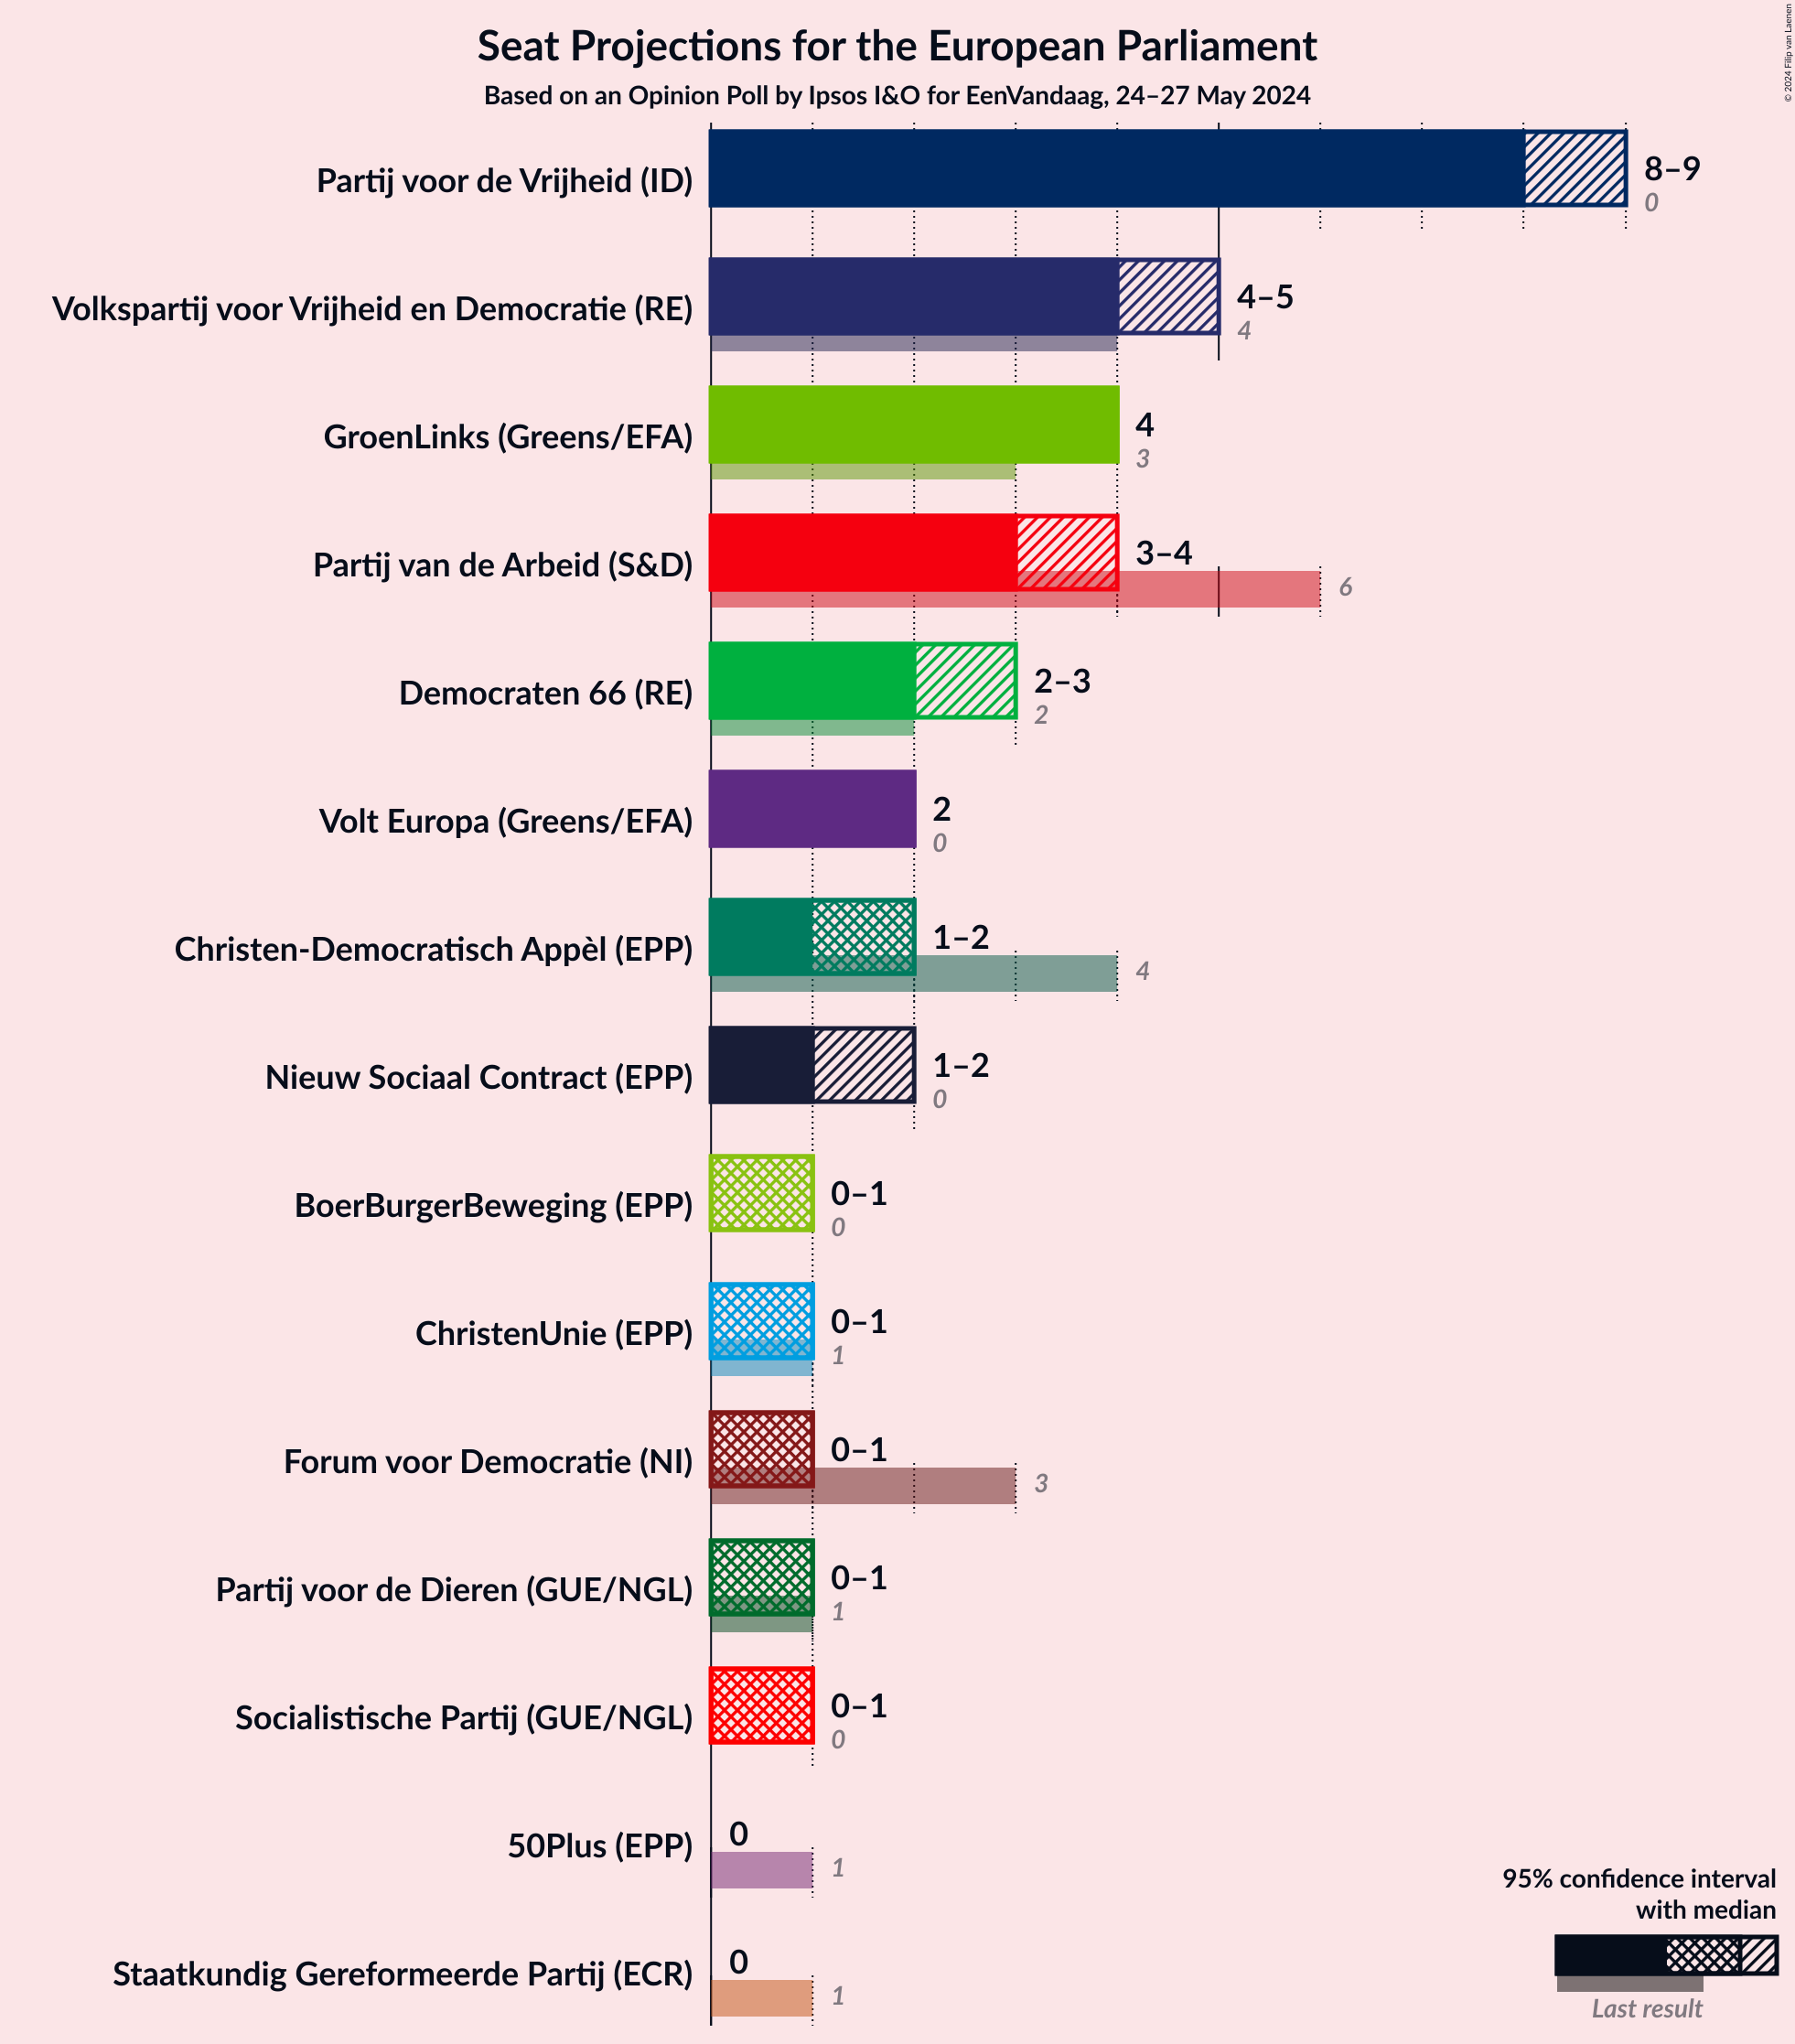 © 2024 Filip van Laenen
Seat Projections for the European Parliament
Based on an Opinion Poll by Ipsos I&O for EenVandaag, 24–27 May 2024
Partij voor de Vrijheid (ID)
8–9
0
Volkspartij voor Vrijheid en Democratie (RE)
4–5
4
GroenLinks (Greens/EFA)
4
3
Partij van de Arbeid (S&D)
3–4
6
Democraten 66 (RE)
2–3
2
Volt Europa (Greens/EFA)
2
0
Christen-Democratisch Appèl (EPP)
1–2
4
Nieuw Sociaal Contract (EPP)
1–2
0
BoerBurgerBeweging (EPP)
0–1
0
ChristenUnie (EPP)
0–1
1
Forum voor Democratie (NI)
0–1
3
Partij voor de Dieren (GUE/NGL)
0–1
1
Socialistische Partij (GUE/NGL)
0–1
0
50Plus (EPP)
0
1
Staatkundig Gereformeerde Partij (ECR)
0
1
95% confidence interval
with median
Last result